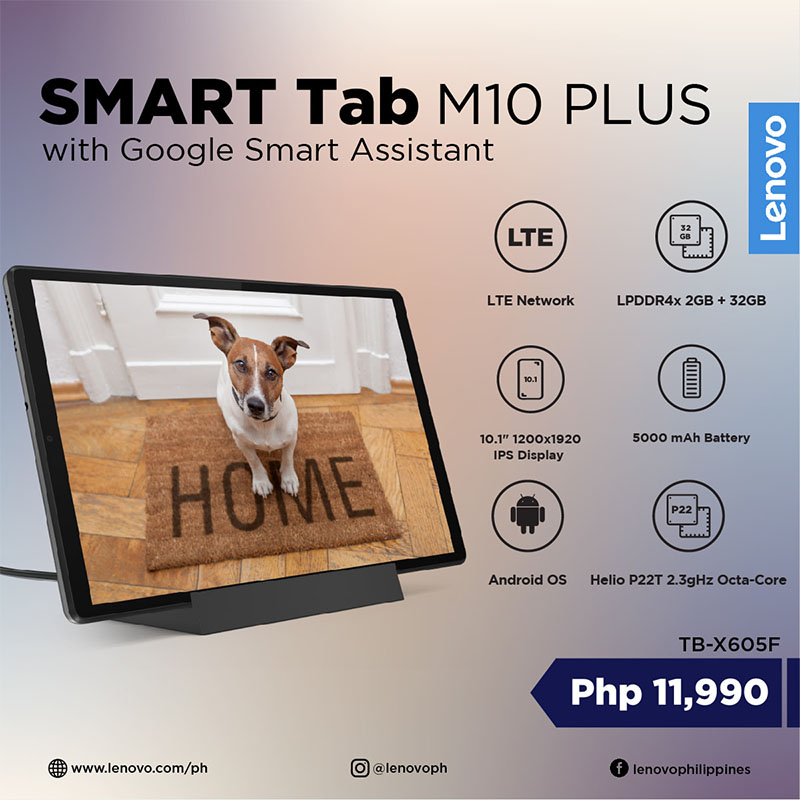 SMART Tab M10 PLUS
with Google Smart Assistant
Lenovo
LTE
LTE Network
32
GB
LPDDR4x 2GB + 32GB
10.1
10.1" 1200x1920
IPS Display
5000 mAh Battery
Android OS
P22
Helio P22T 2.3gHz Octa-Core
HOME
TB-X605F
Php 11,990
www.lenovo.com/ph
@lenovoph
lenovophilippines